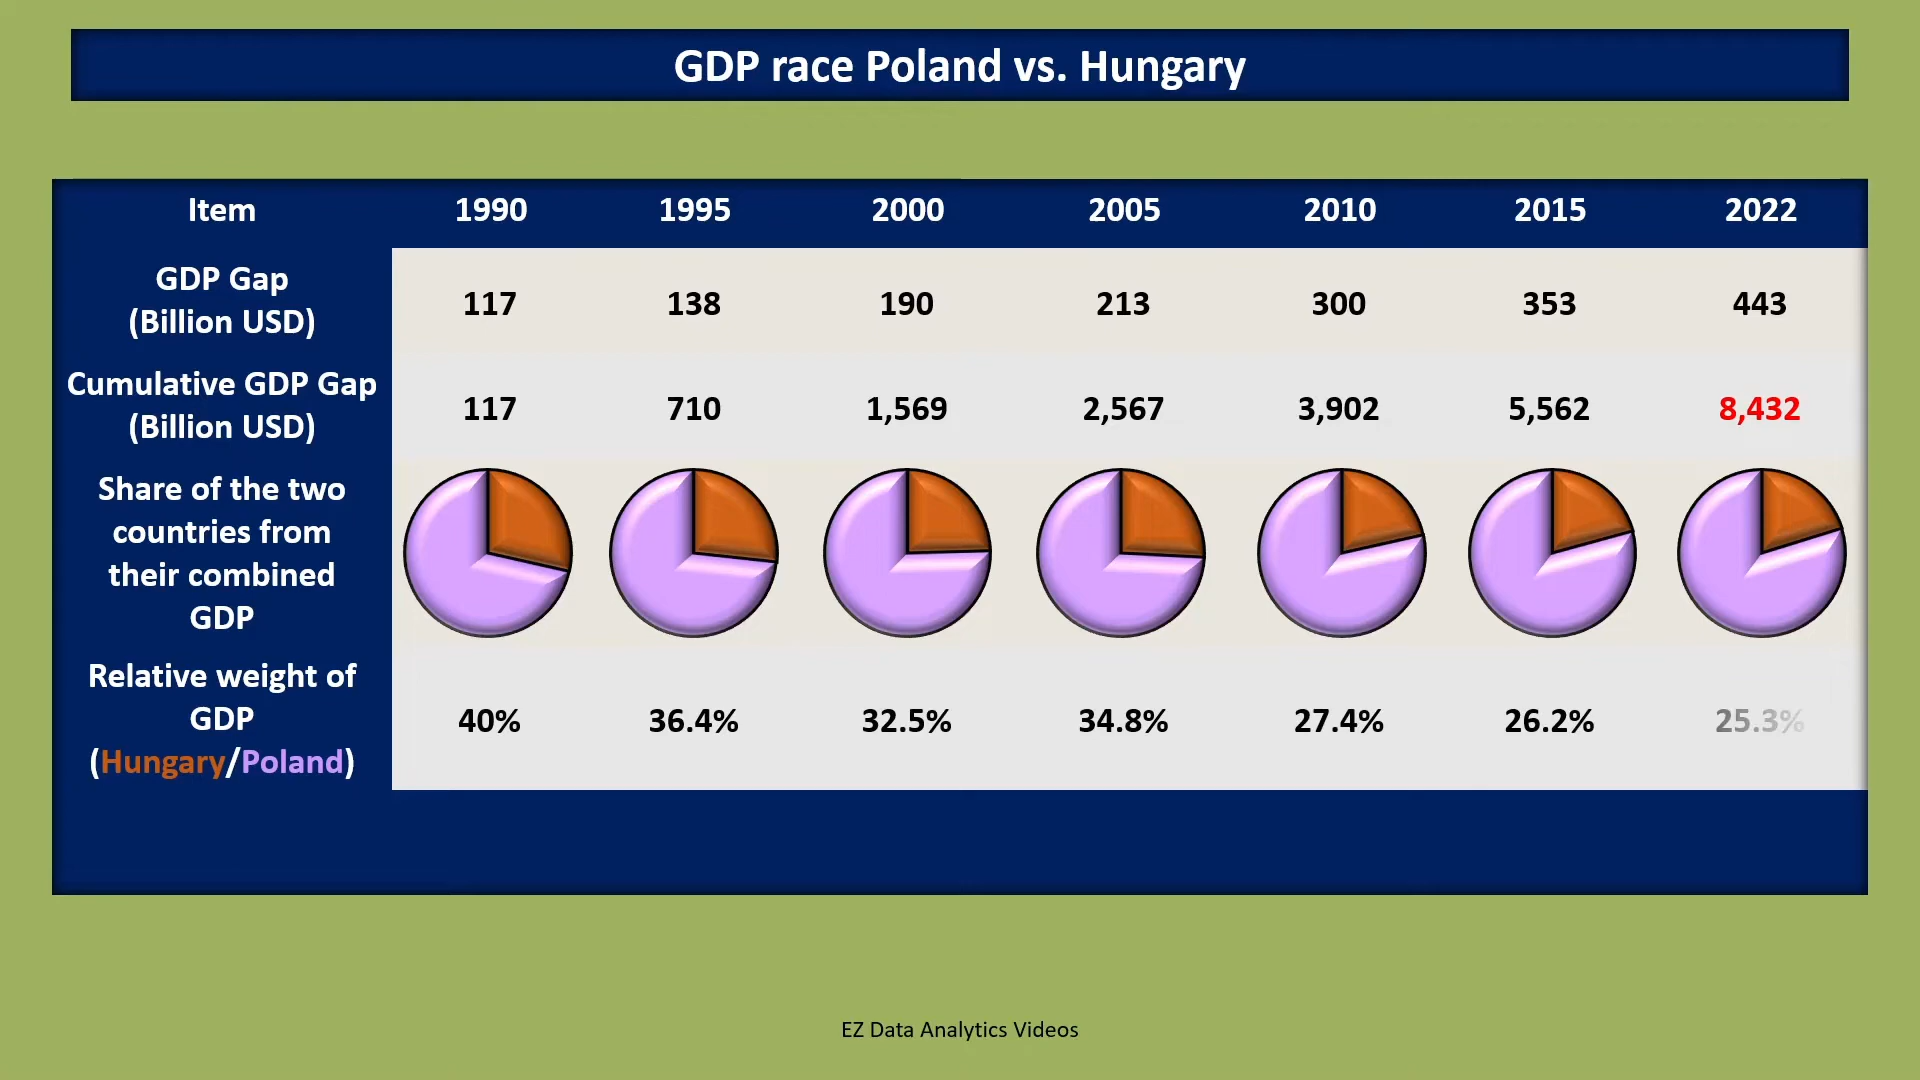 GDP race Poland vs. Hungary
Item 1990 1995 2000 2005 2010 2015 2022
GDP Gap
(Billion USD)
117 138 190 213 300 353 443
Cumulative GDP Gap
(Billion USD)
117 710 1,569 2,567 3,902 5,562 8,432
Share of the two
countries from
their combined
GDP
Relative weight of
GDP
(Hungary/Poland)
40% 36.4% 32.5% 34.8% 27.4% 26.2% 25.3%
EZ Data Analytics Videos